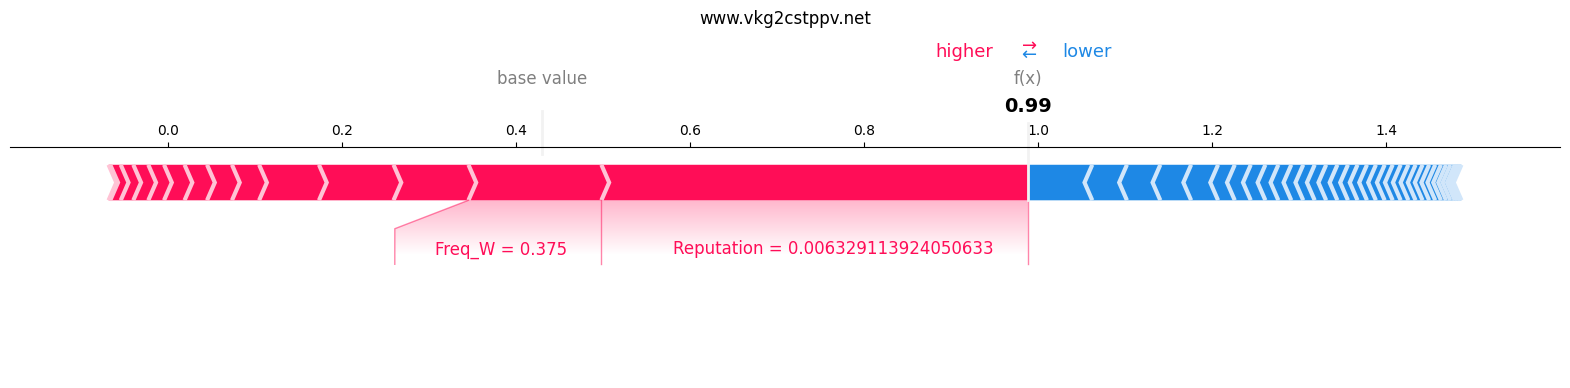 www.vkg2cstppv.net
higher ⇄ lower
base value f(x)
0.99
0.0 0.2 0.4 0.6 0.8 1.0 1.2 1.4
Freq_W = 0.375 Reputation = 0.006329113924050633